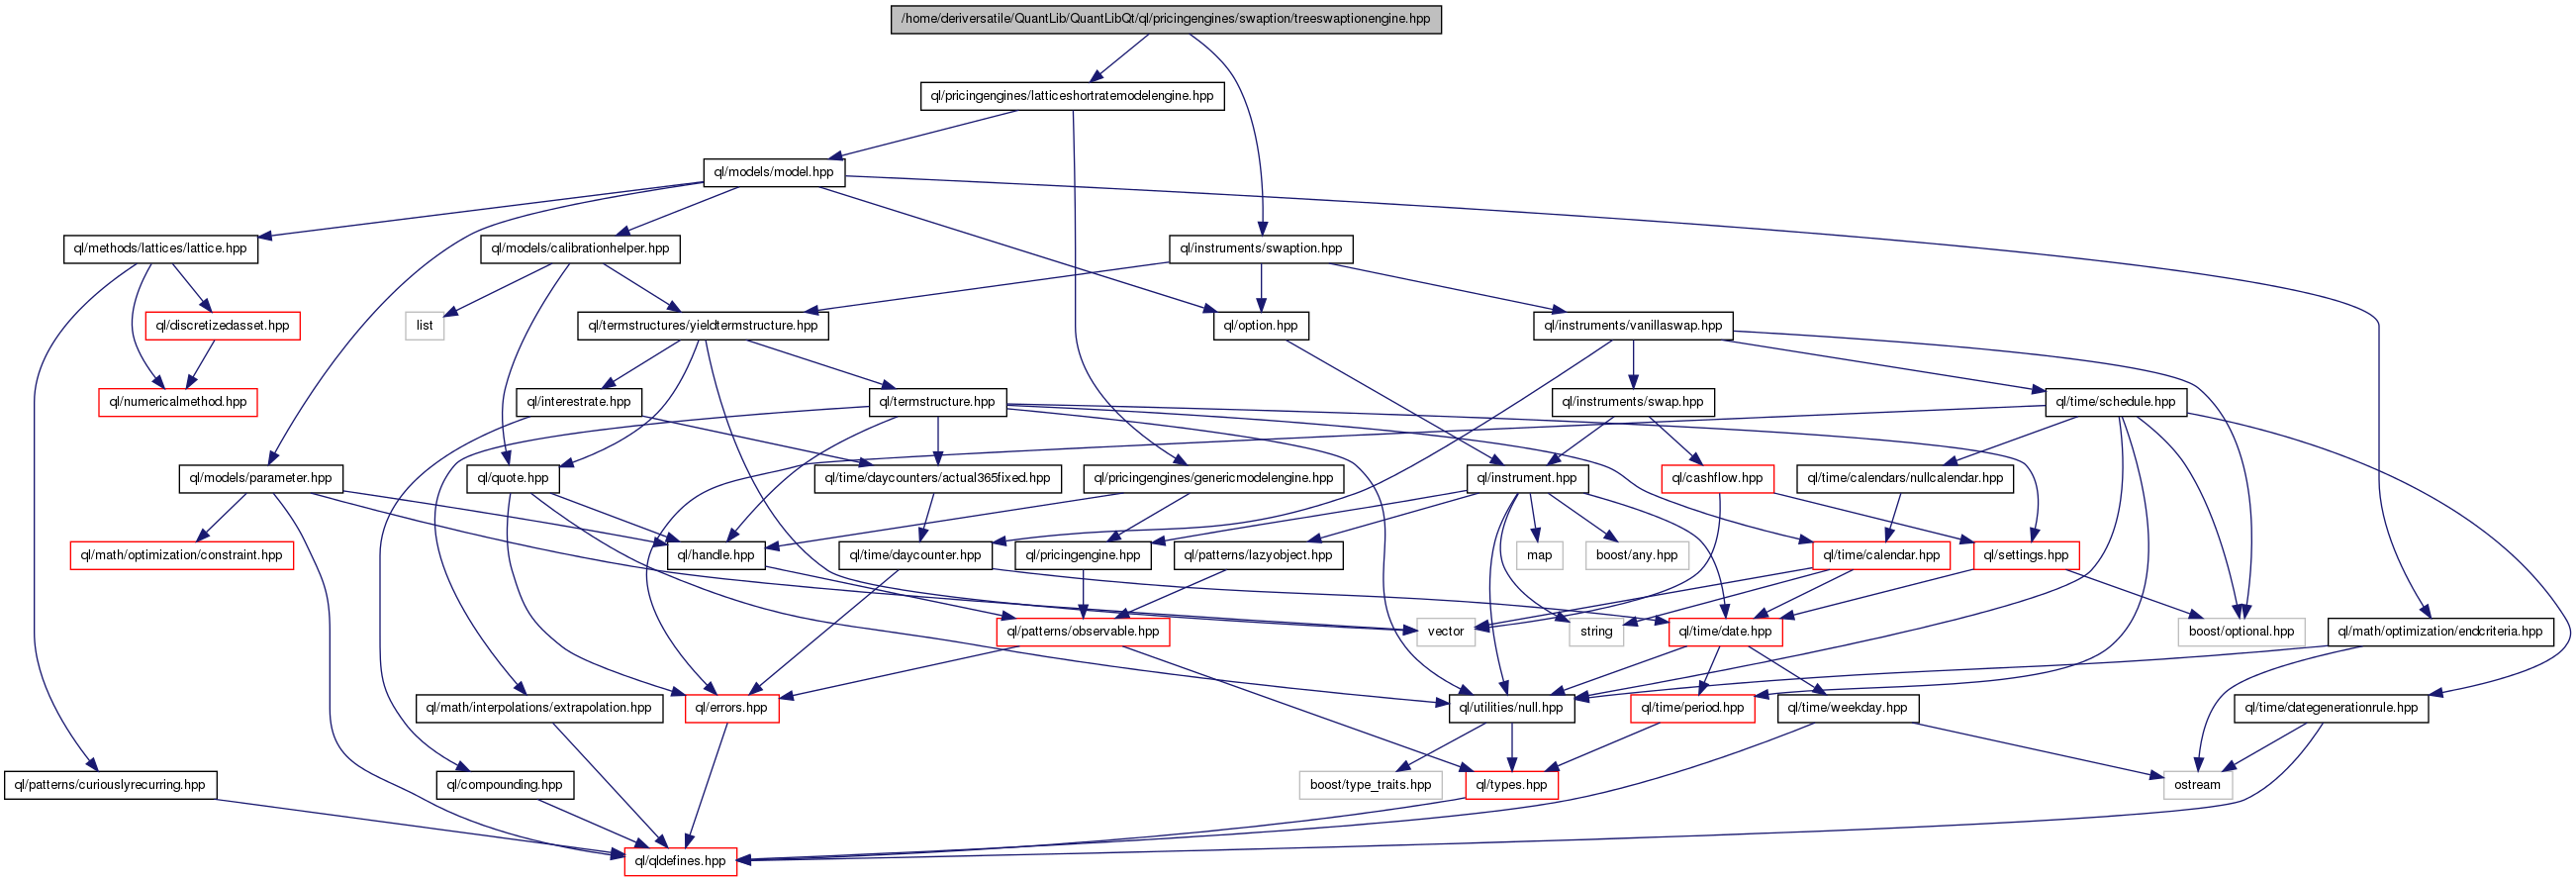 /home/deriversatile/QuantLib/QuantLibQt/ql/pricingengines/swaption/treeswaptionengine.hpp
ql/pricingengines/latticeshortratemodelengine.hpp
ql/models/model.hpp
ql/methods/lattices/lattice.hpp
ql/models/calibrationhelper.hpp
ql/instruments/swaption.hpp
ql/discretizedasset.hpp
list
ql/termstructures/yieldtermstructure.hpp
ql/option.hpp
ql/instruments/vanillaswap.hpp
ql/numericalmethod.hpp
ql/interestrate.hpp
ql/termstructure.hpp
ql/instruments/swap.hpp
ql/time/schedule.hpp
ql/models/parameter.hpp
ql/quote.hpp
ql/time/daycounters/actual365fixed.hpp
ql/pricingengines/genericmodelengine.hpp
ql/instrument.hpp
ql/cashflow.hpp
ql/time/calendars/nullcalendar.hpp
ql/math/optimization/constraint.hpp
ql/handle.hpp
ql/time/daycounter.hpp
ql/pricingengine.hpp
ql/patterns/lazyobject.hpp
map
boost/any.hpp
ql/time/calendar.hpp
ql/settings.hpp
ql/patterns/observable.hpp
vector
string
ql/time/date.hpp
boost/optional.hpp
ql/math/optimization/endcriteria.hpp
ql/math/interpolations/extrapolation.hpp
ql/errors.hpp
ql/utilities/null.hpp
ql/time/period.hpp
ql/time/weekday.hpp
ql/time/dategenerationrule.hpp
ql/patterns/curiouslyrecurring.hpp
ql/compounding.hpp
boost/type_traits.hpp
ql/types.hpp
ostream
ql/qldefines.hpp